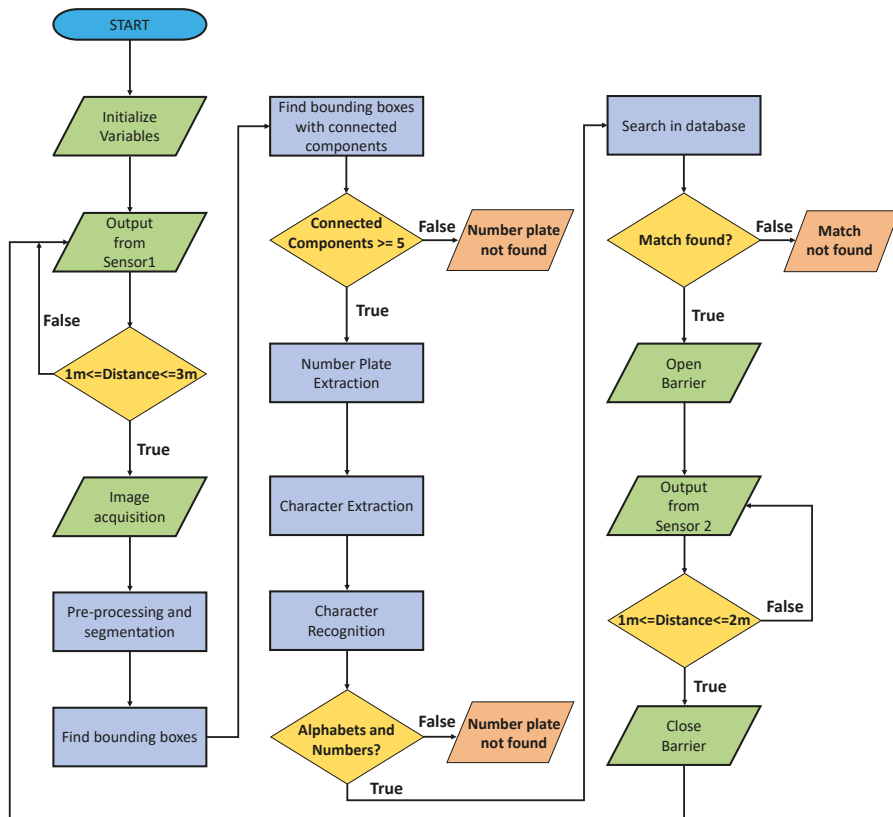 START
Initialize
Variables
Output
from
Sensor1
False
1m<=Distance<=3m
True
Image
acquisition
Pre-processing and
segmentation
Find bounding boxes
Find bounding boxes
with connected
components
Connected
Components >= 5
False
Number plate
not found
True
Number Plate
Extraction
Character Extraction
Character
Recognition
Alphabets and
Numbers?
False
Number plate
not found
True
Search in database
Match found?
False
Match
not found
True
Open
Barrier
Output
from
Sensor 2
1m<=Distance<=2m
False
True
Close
Barrier